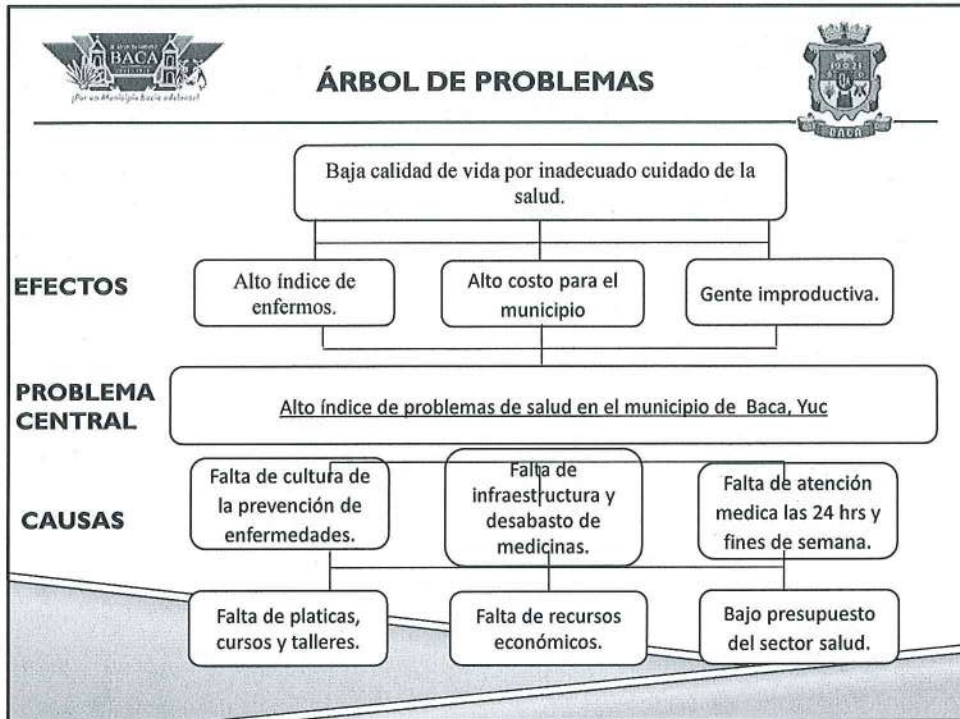 BACA
¡Por un Municipio hacia adelante!
ÁRBOL DE PROBLEMAS
BACA
Baja calidad de vida por inadecuado cuidado de la
salud.
EFECTOS
Alto índice de
enfermos.
Alto costo para el
municipio
Gente improductiva.
PROBLEMA
CENTRAL
Alto índice de problemas de salud en el municipio de Baca, Yuc
CAUSAS
Falta de cultura de
la prevención de
enfermedades.
Falta de
infraestructura y
desabasto de
medicinas.
Falta de atención
medica las 24 hrs y
fines de semana.
Falta de platicas,
cursos y talleres.
Falta de recursos
económicos.
Bajo presupuesto
del sector salud.